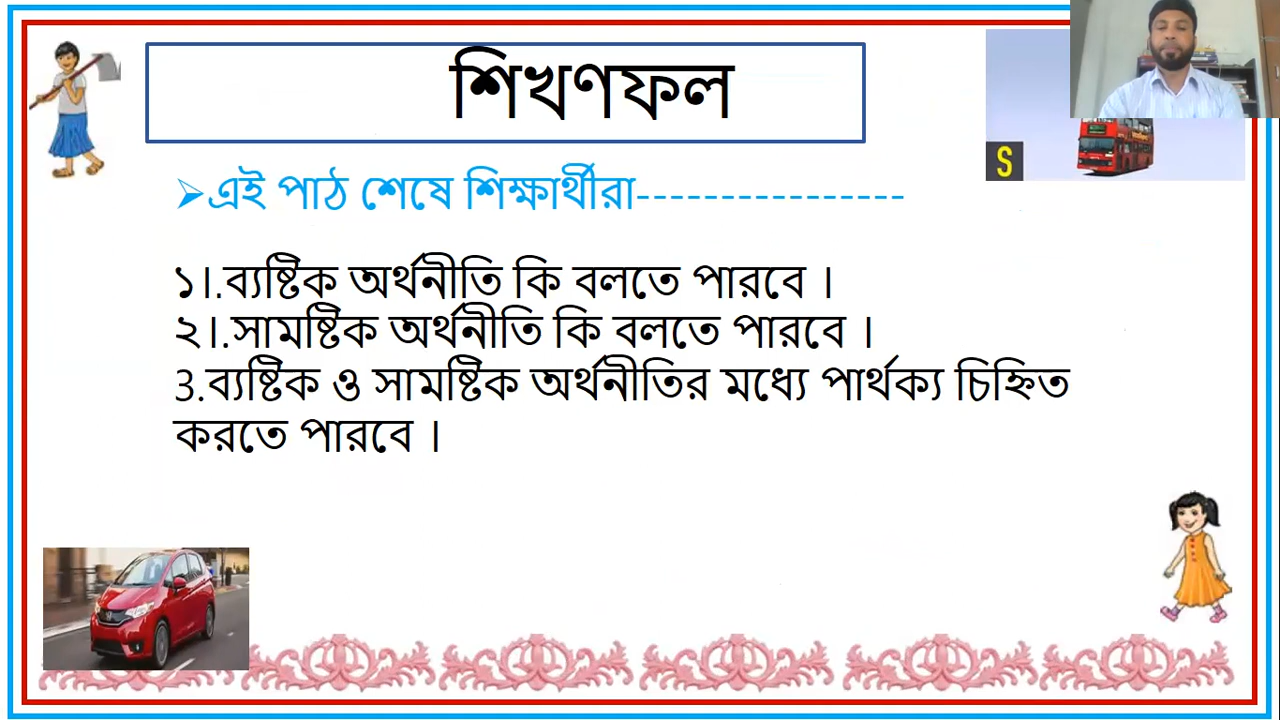 শিখণফল
S
➢এই পাঠ শেষে শিক্ষার্থীরা----------------
১।.ব্যষ্টিক অর্থনীতি কি বলতে পারবে ।
২।.সামষ্টিক অর্থনীতি কি বলতে পারবে ।
3.ব্যষ্টিক ও সামষ্টিক অর্থনীতির মধ্যে পার্থক্য চিহ্নিত
করতে পারবে ।